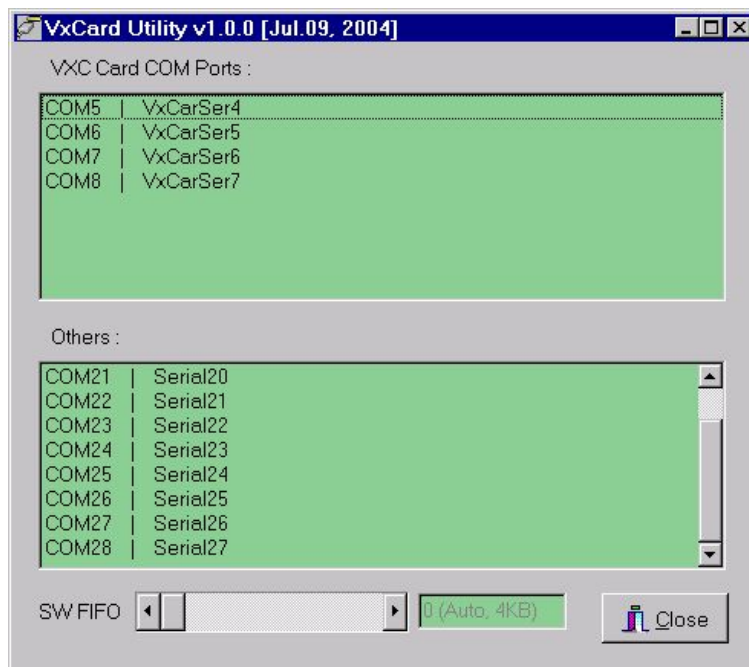 VxCard Utility v1.0.0 [Jul.09, 2004]
VXC Card COM Ports :
COM5 | VxCarSer4
COM6 | VxCarSer5
COM7 | VxCarSer6
COM8 | VxCarSer7
Others :
COM21 | Serial20
COM22 | Serial21
COM23 | Serial22
COM24 | Serial23
COM25 | Serial24
COM26 | Serial25
COM27 | Serial26
COM28 | Serial27
SW FIFO 0 (Auto, 4KB) Close